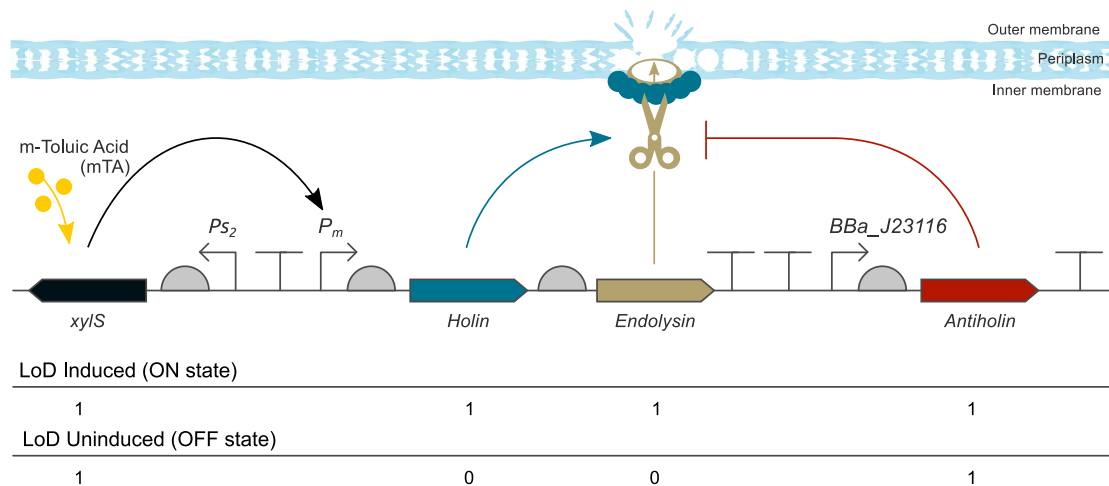 Outer membrane
Periplasm
Inner membrane
m-Toluic Acid
(mTA)
Ps2
Pm
BBa_J23116
xylS
Holin
Endolysin
Antiholin
LoD Induced (ON state)
1 1 1 1
LoD Uninduced (OFF state)
1 0 0 1